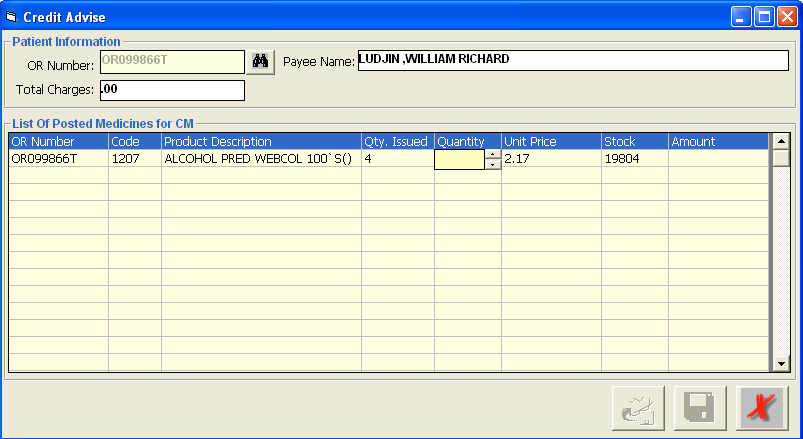 Credit Advise
Patient Information
OR Number: OR099866T Payee Name: LUDJIN ,WILLIAM RICHARD
Total Charges: .00
List Of Posted Medicines for CM
OR Number Code Product Description Qty. Issued Quantity Unit Price Stock Amount
OR099866T 1207 ALCOHOL PRED WEBCOL 100`S() 4 2.17 19804